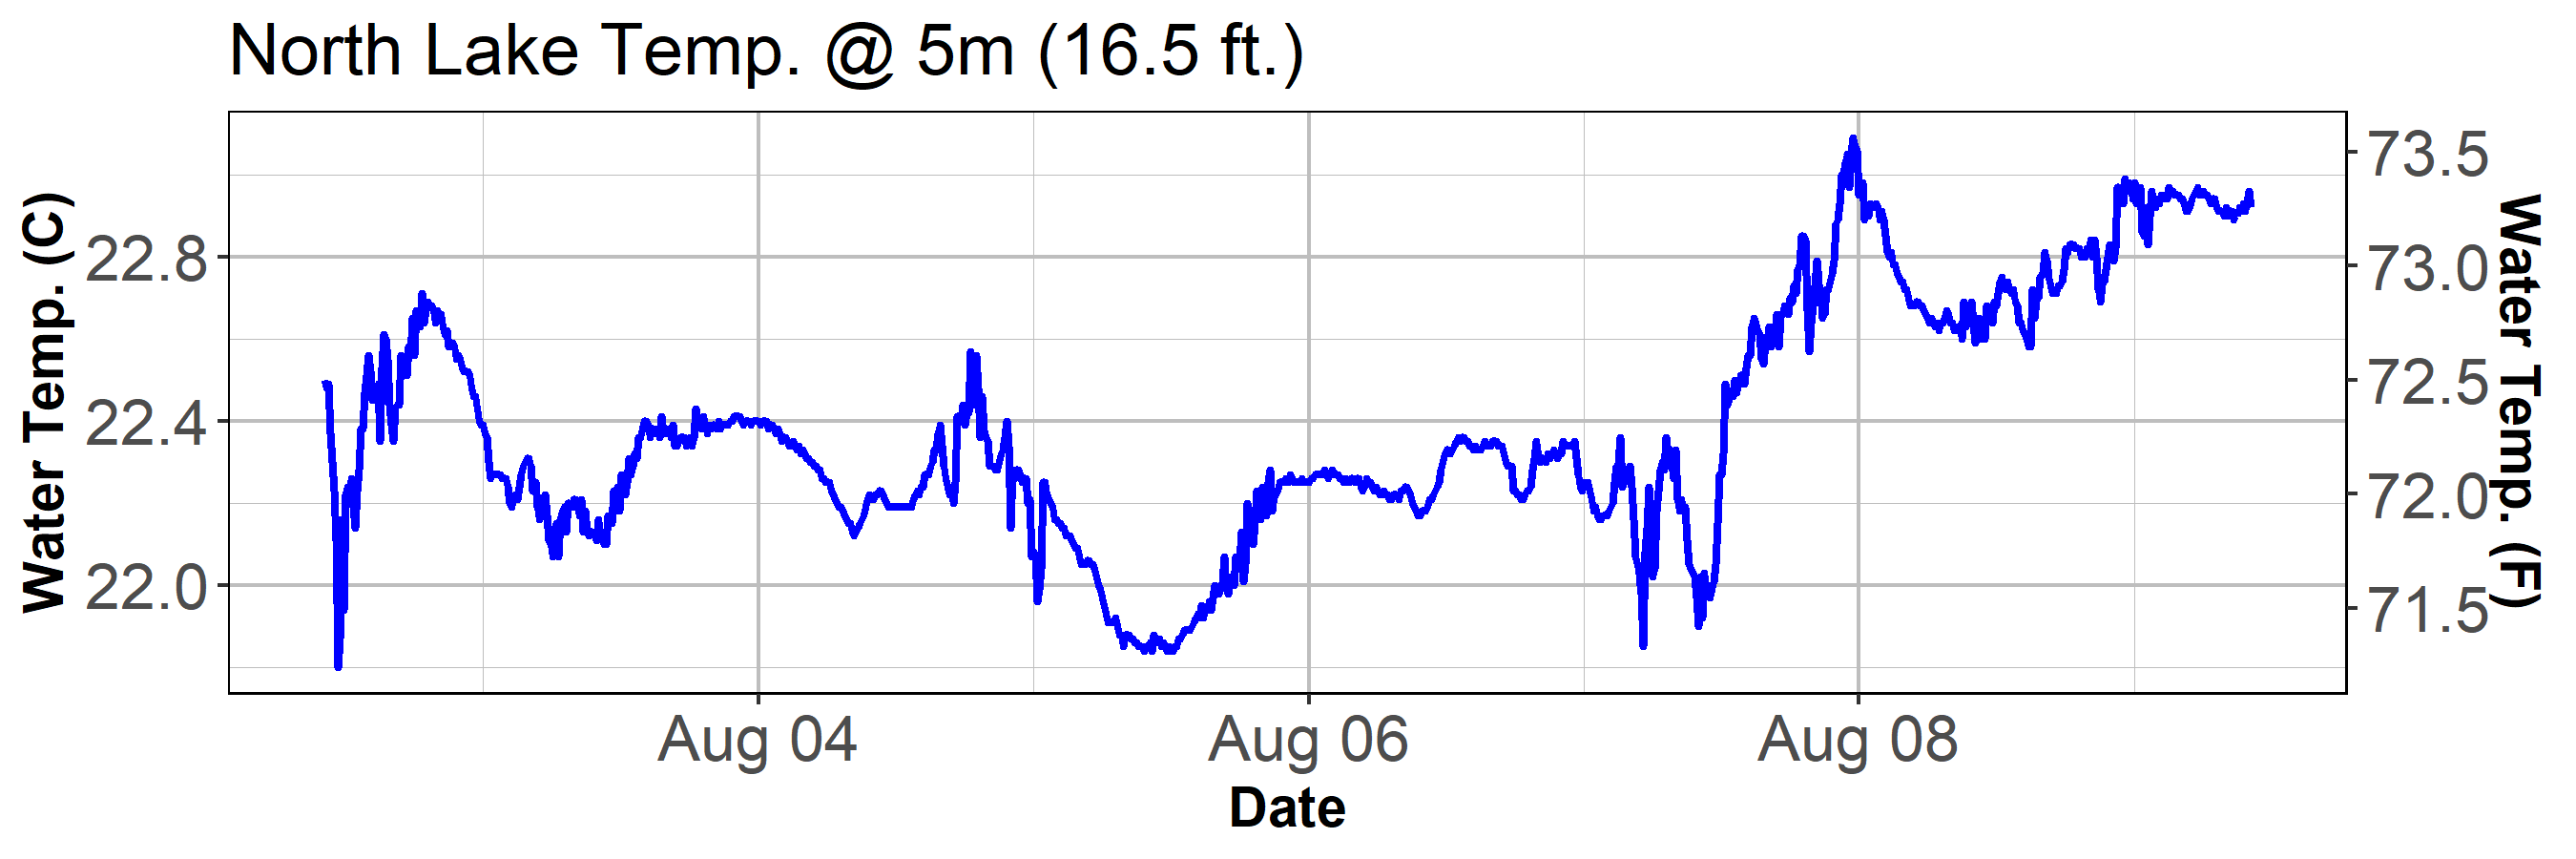 North Lake Temp. @ 5m (16.5 ft.)
Water Temp. (C)
22.8
22.4
22.0
73.5
73.0
72.5
72.0
71.5
Water Temp. (F)
Aug 04 Aug 06 Aug 08
Date